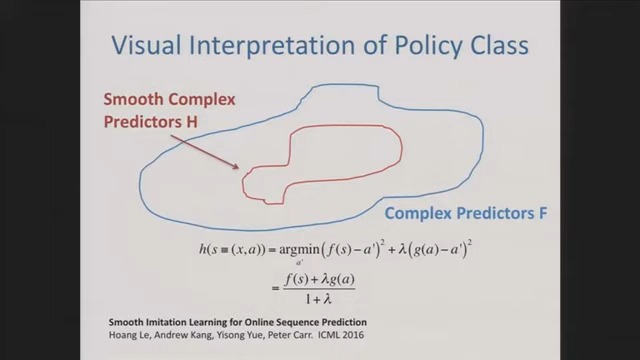 Visual Interpretation of Policy Class
Smooth Complex
Predictors H
Complex Predictors F
h(s ≡ (x,a)) = argmin_{a'} (f(s) − a')² + λ(g(a) − a')²
= (f(s) + λg(a)) / (1 + λ)
Smooth Imitation Learning for Online Sequence Prediction
Hoang Le, Andrew Kang, Yisong Yue, Peter Carr. ICML 2016